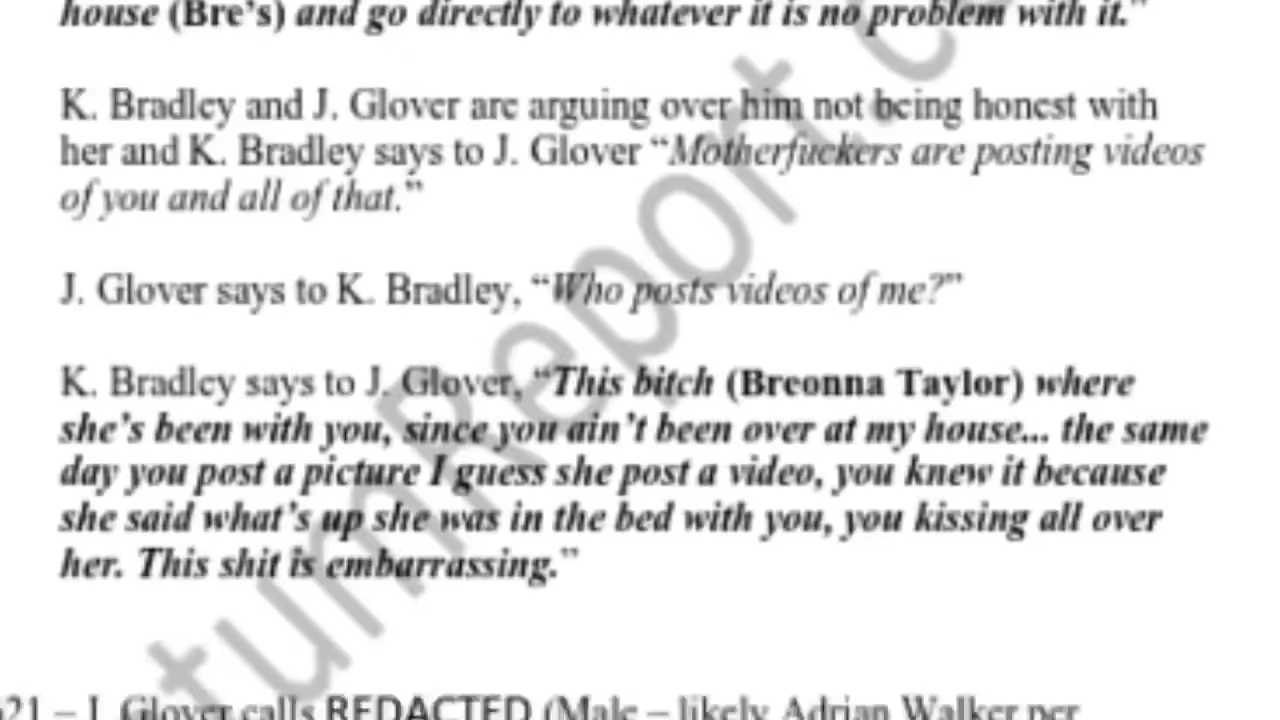 house (Bre's) and go directly to whatever it is no problem with it."
K. Bradley and J. Glover are arguing over him not being honest with
her and K. Bradley says to J. Glover “Motherfuckers are posting videos
of you and all of that.”
J. Glover says to K. Bradley, “Who posts videos of me?”
K. Bradley says to J. Glover, “This bitch (Breonna Taylor) where
she's been with you, since you ain't been over at my house... the same
day you post a picture I guess she post a video, you knew it because
she said what's up she was in the bed with you, you kissing all over
her. This shit is embarrassing.”
21 – J. Glover calls REDACTED (Male – likely Adrian Walker per
tumReport.c